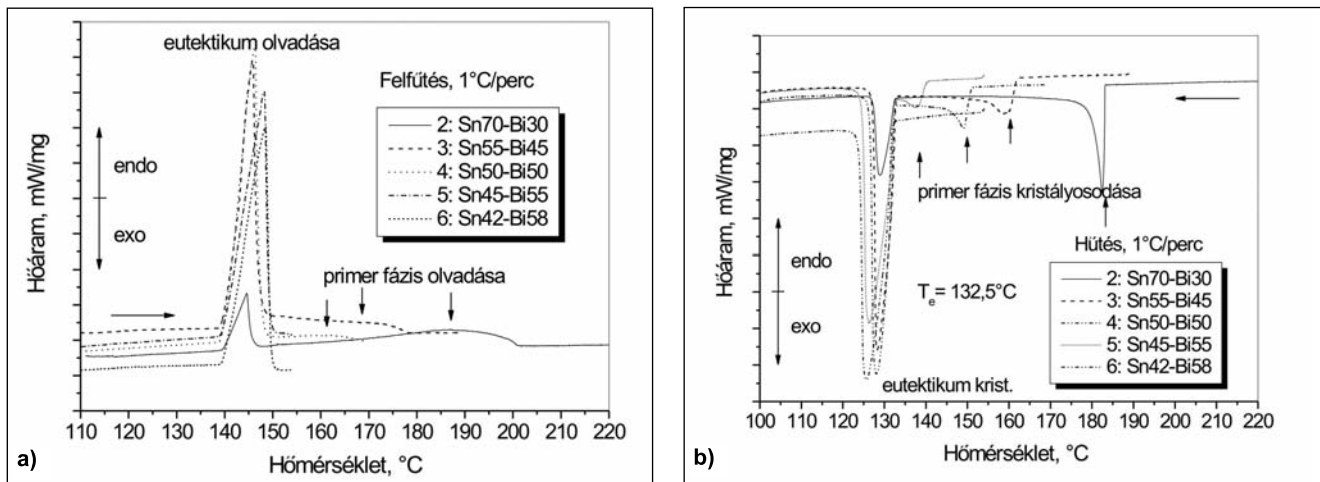 eutektikum olvadása
Felfűtés, 1°C/perc
2: Sn70-Bi30
3: Sn55-Bi45
4: Sn50-Bi50
5: Sn45-Bi55
6: Sn42-Bi58
endo
exo
primer fázis olvadása
Hőáram, mW/mg
110 120 130 140 150 160 170 180 190 200 210 220
Hőmérséklet, °C
a)
primer fázis kristályosodása
Hűtés, 1°C/perc
2: Sn70-Bi30
3: Sn55-Bi45
4: Sn50-Bi50
5: Sn45-Bi55
6: Sn42-Bi58
endo
exo
Te= 132,5°C
eutektikum krist.
Hőáram, mW/mg
100 110 120 130 140 150 160 170 180 190 200 210 220
Hőmérséklet, °C
b)